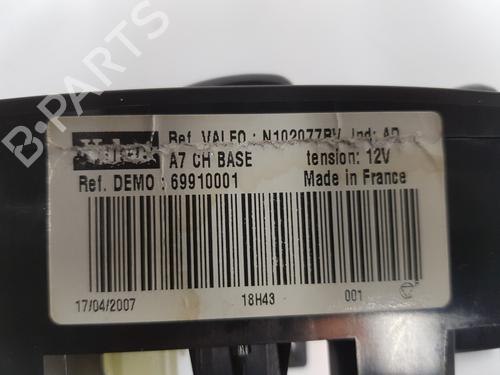 Valeo Ref. VALEO : N102077RV Ind: AD
A7 CH BASE tension: 12V
Ref. DEMO : 69910001 Made in France
17/04/2007 18H43 001
B-PARTS